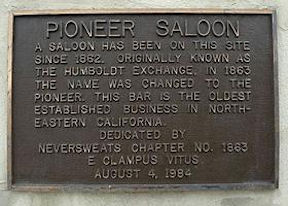 PIONEER SALOON
A SALOON HAS BEEN ON THIS SITE
SINCE 1862. ORIGINALLY KNOWN AS
THE HUMBOLDT EXCHANGE, IN 1863
THE NAME WAS CHANGED TO THE
PIONEER. THIS BAR IS THE OLDEST
ESTABLISHED BUSINESS IN NORTH-
EASTERN CALIFORNIA.
DEDICATED BY
NEVERSWEATS CHAPTER NO. 1863
E CLAMPUS VITUS.
AUGUST 4, 1984